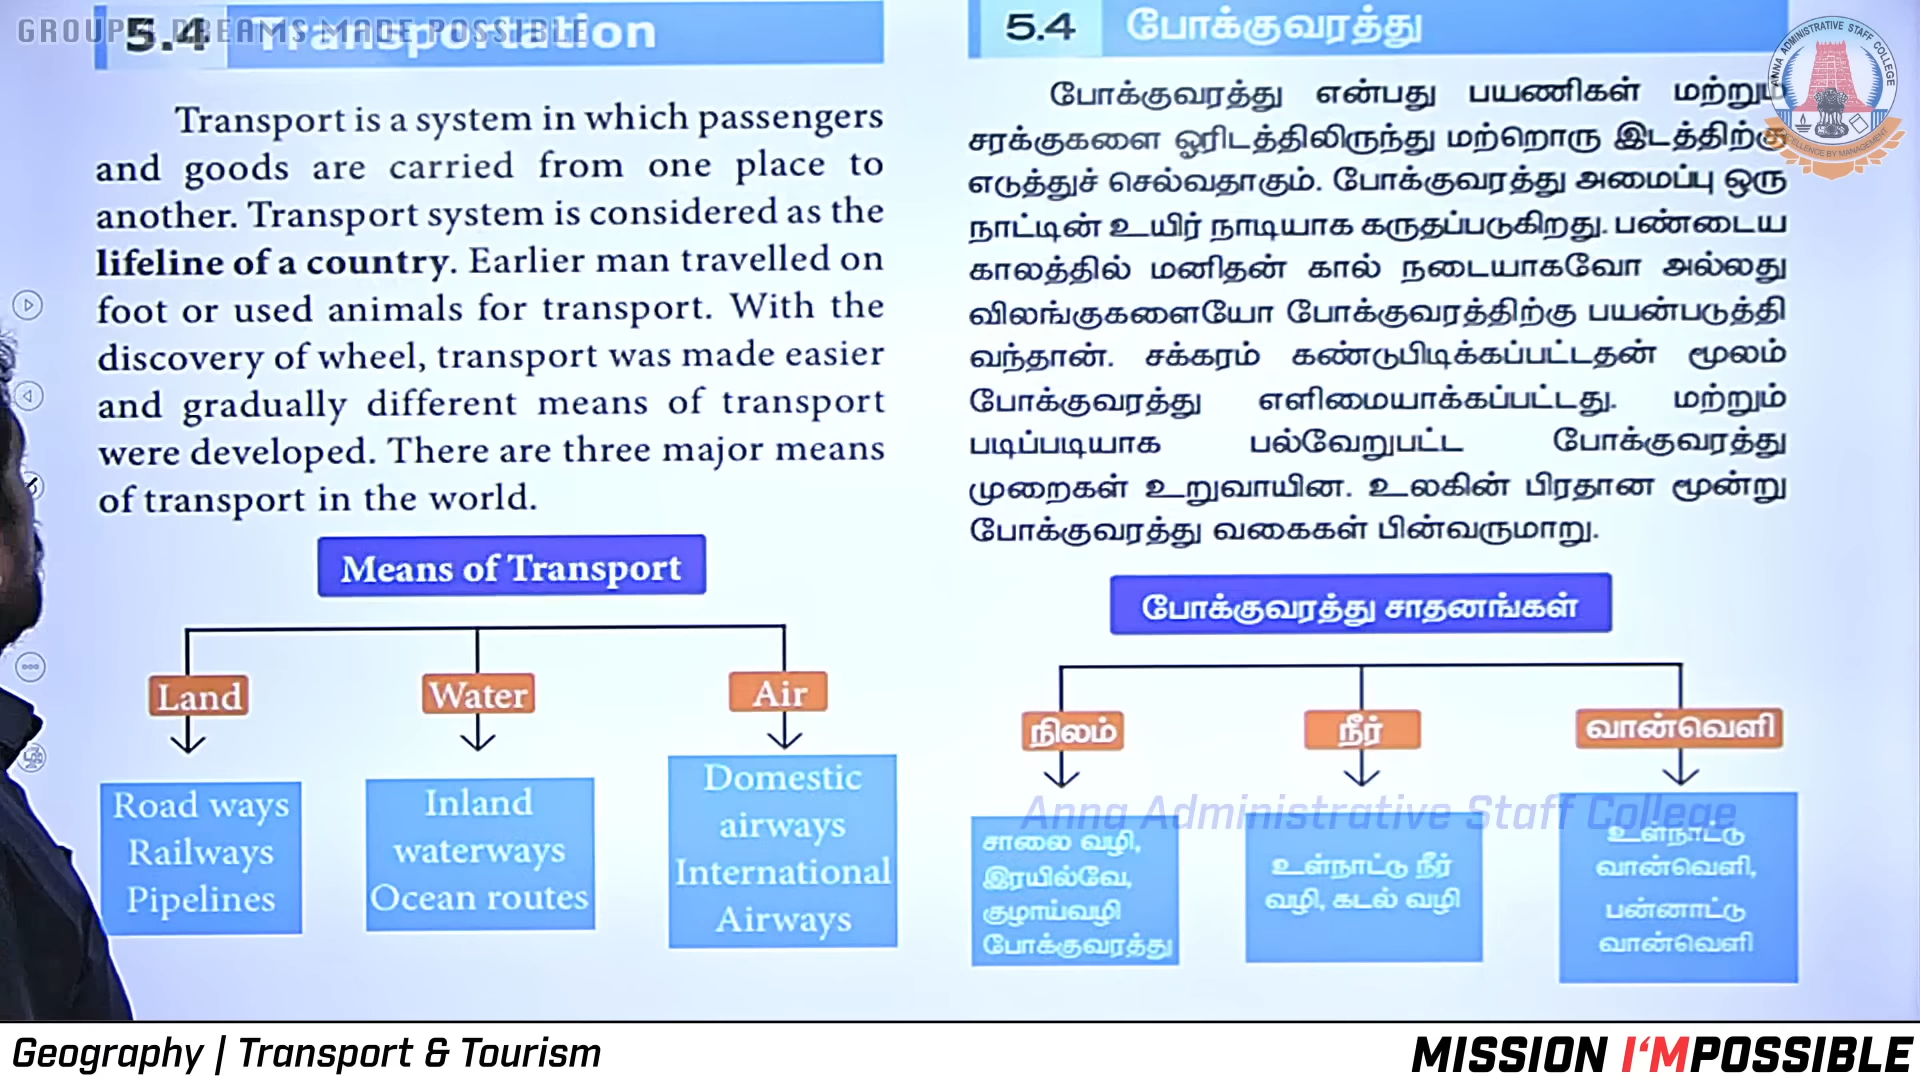 GROUP 4 DREAMS MADE POSSIBLE
5.4 Transportation
Transport is a system in which passengers
and goods are carried from one place to
another. Transport system is considered as the
lifeline of a country. Earlier man travelled on
foot or used animals for transport. With the
discovery of wheel, transport was made easier
and gradually different means of transport
were developed. There are three major means
of transport in the world.
Means of Transport
Land
Water
Air
Road ways
Railways
Pipelines
Inland
waterways
Ocean routes
Domestic
airways
International
Airways
5.4 போக்குவரத்து
போக்குவரத்து என்பது பயணிகள் மற்றும்
சரக்குகளை ஓரிடத்திலிருந்து மற்றொரு இடத்திற்கு
எடுத்துச் செல்வதாகும். போக்குவரத்து அமைப்பு ஒரு
நாட்டின் உயிர் நாடியாக கருதப்படுகிறது. பண்டைய
காலத்தில் மனிதன் கால் நடையாகவோ அல்லது
விலங்குகளையோ போக்குவரத்திற்கு பயன்படுத்தி
வந்தான். சக்கரம் கண்டுபிடிக்கப்பட்டதன் மூலம்
போக்குவரத்து எளிமையாக்கப்பட்டது. மற்றும்
படிப்படியாக பல்வேறுபட்ட போக்குவரத்து
முறைகள் உறுவாயின. உலகின் பிரதான மூன்று
போக்குவரத்து வகைகள் பின்வருமாறு.
போக்குவரத்து சாதனங்கள்
நிலம்
நீர்
வான்வெளி
சாலை வழி,
இரயில்வே,
குழாய்வழி
போக்குவரத்து
உள்நாட்டு நீர்
வழி, கடல் வழி
உள்நாட்டு
வான்வெளி,
பன்னாட்டு
வான்வெளி
Anna Administrative Staff College
ANNA ADMINISTRATIVE STAFF COLLEGE
EXCELLENCE BY MANAGEMENT
Geography | Transport & Tourism
MISSION I'MPOSSIBLE